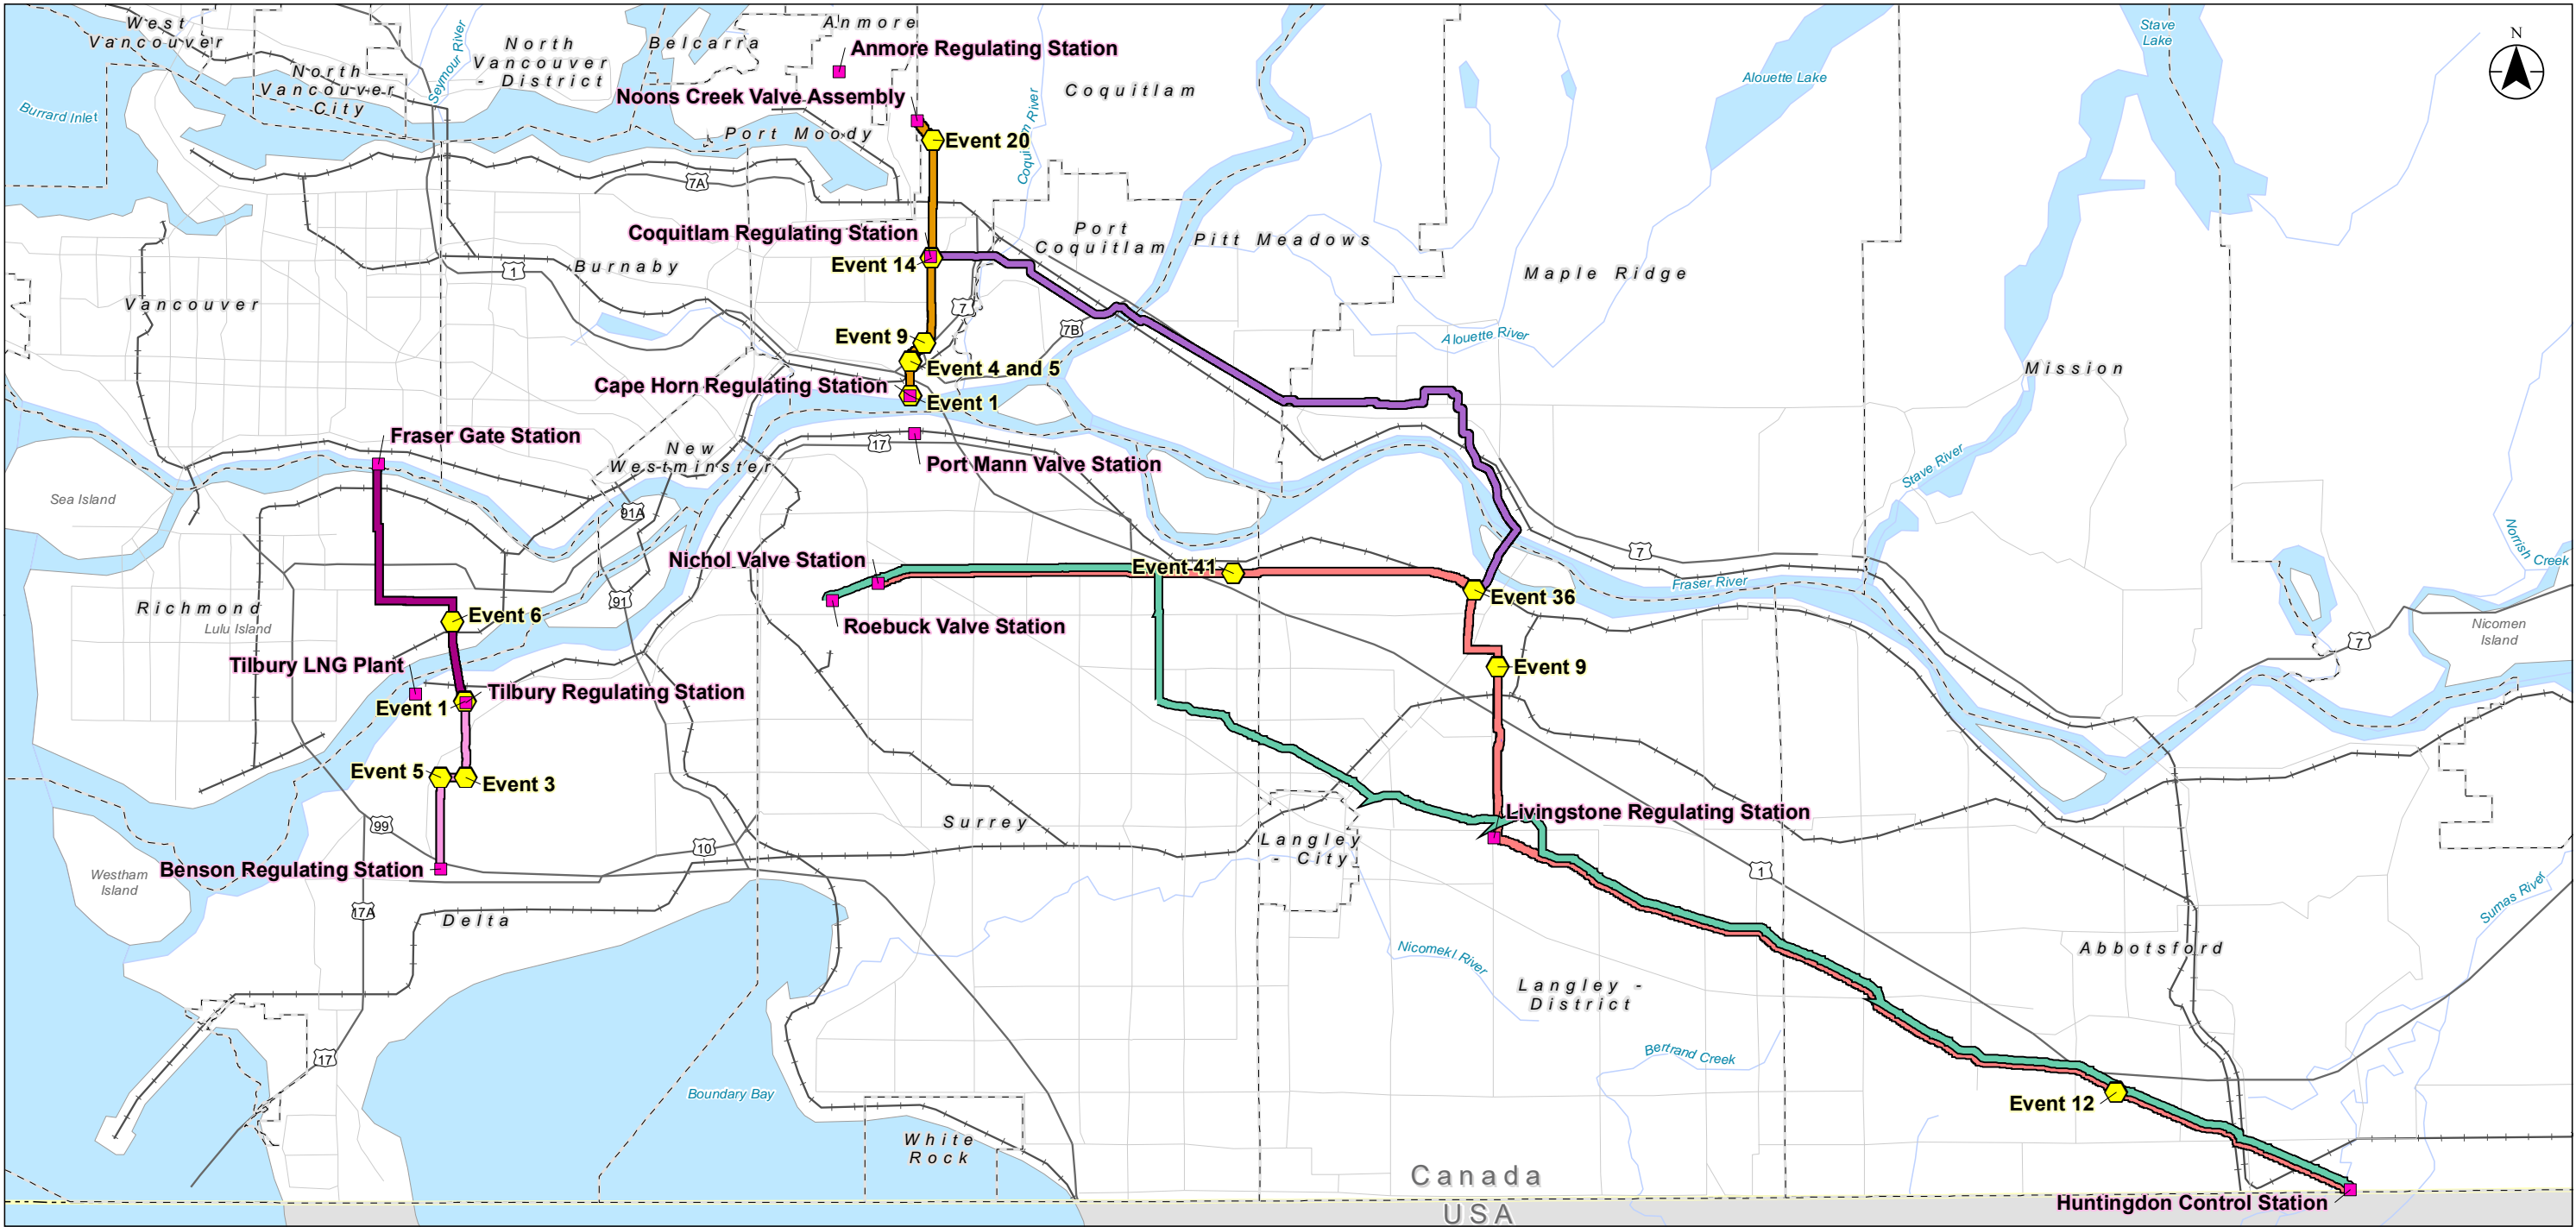 West
Vancouver
North
Vancouver
- District
Belcarra
Anmore
Anmore Regulating Station
Stave
Lake
N
North
Vancouver
- City
Seymour River
Burrard Inlet
Noons Creek Valve Assembly
Coquitlam
Coquitlam River
Alouette Lake
Port Moody
Event 20
7A
Coquitlam Regulating Station
Port
Coquitlam
Pitt Meadows
Event 14
1
Burnaby
Maple Ridge
Vancouver
7
7B
Event 9
Alouette River
Event 4 and 5
Mission
Cape Horn Regulating Station
Event 1
Fraser Gate Station
New
Westminster
17
Port Mann Valve Station
Stave River
Sea Island
91A
Norrish Creek
7
Nichol Valve Station
Event 41
Fraser River
Event 36
91
Richmond
Lulu Island
Event 6
Roebuck Valve Station
Nicomen
Island
7
Tilbury LNG Plant
Event 9
Tilbury Regulating Station
Event 1
Event 5
Event 3
99
Surrey
Livingstone Regulating Station
10
Langley
- City
Benson Regulating Station
Westham
Island
1
17A
Delta
Sumas River
Abbotsford
Nicomekl River
Langley -
District
17
Bertrand Creek
Boundary Bay
Event 12
White
Rock
Canada
USA
Huntingdon Control Station